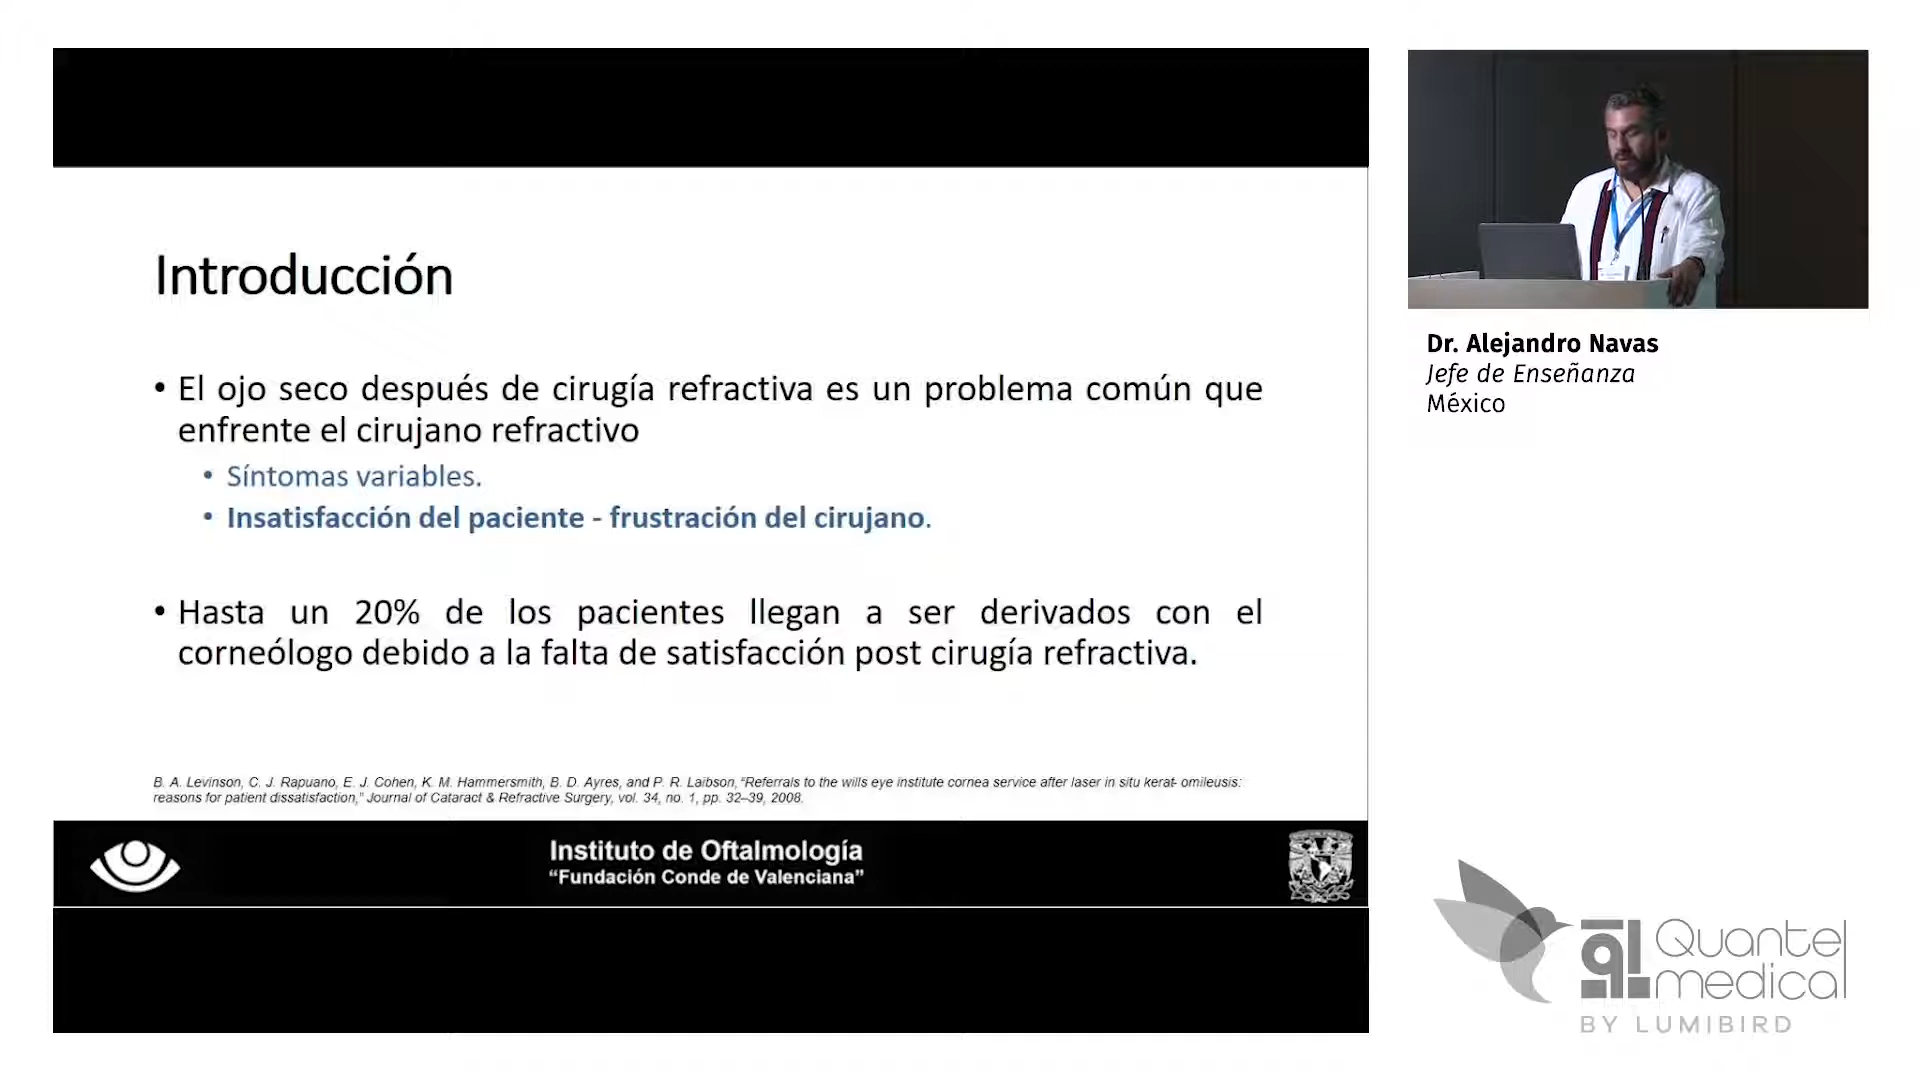 Introducción
• El ojo seco después de cirugía refractiva es un problema común que
enfrente el cirujano refractivo
• Síntomas variables.
• Insatisfacción del paciente - frustración del cirujano.
• Hasta un 20% de los pacientes llegan a ser derivados con el
corneólogo debido a la falta de satisfacción post cirugía refractiva.
B. A. Levinson, C. J. Rapuano, E. J. Cohen, K. M. Hammersmith, B. D. Ayres, and P. R. Laibson, “Referrals to the wills eye institute cornea service after laser in situ kerat- omileusis:
reasons for patient dissatisfaction,” Journal of Cataract & Refractive Surgery, vol. 34, no. 1, pp. 32–39, 2008.
Instituto de Oftalmología
“Fundación Conde de Valenciana”
Dr. Alejandro Navas
Jefe de Enseñanza
México
Quantel
medical
BY LUMIBIRD